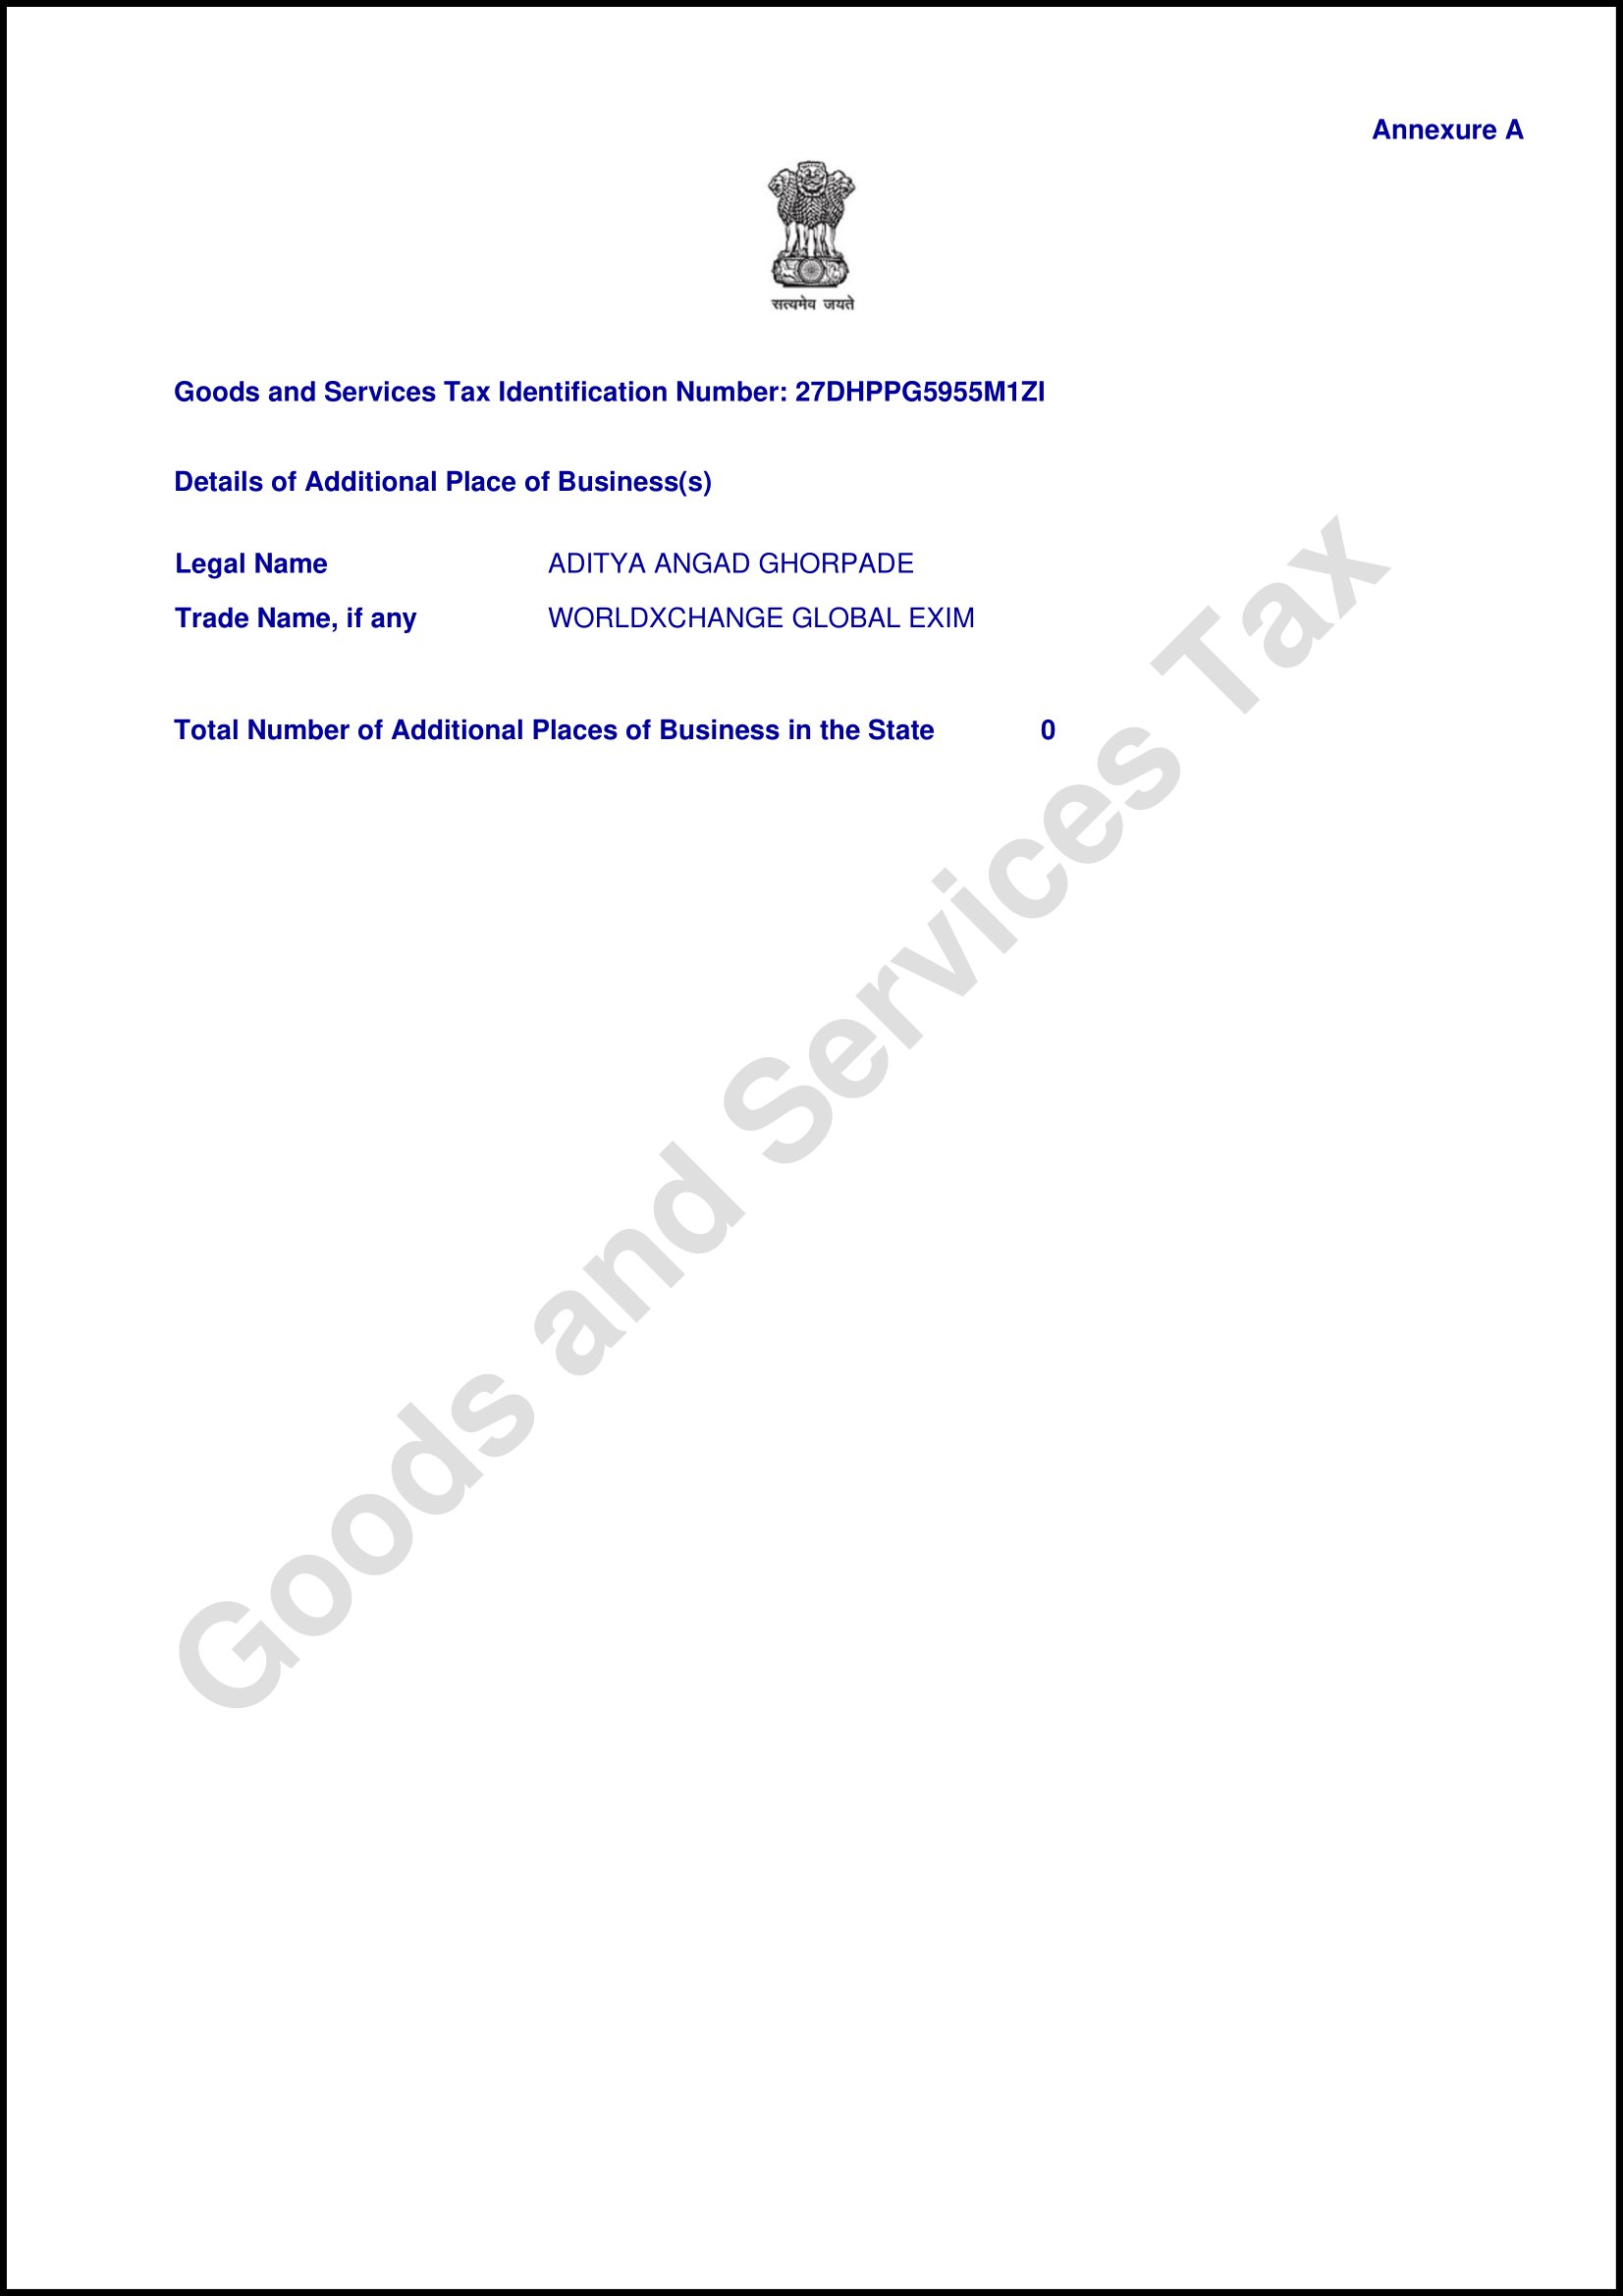 Annexure A
सत्यमेव जयते
Goods and Services Tax Identification Number: 27DHPPG5955M1ZI
Details of Additional Place of Business(s)
Legal Name ADITYA ANGAD GHORPADE
Trade Name, if any WORLDXCHANGE GLOBAL EXIM
Total Number of Additional Places of Business in the State 0
Goods and Services Tax